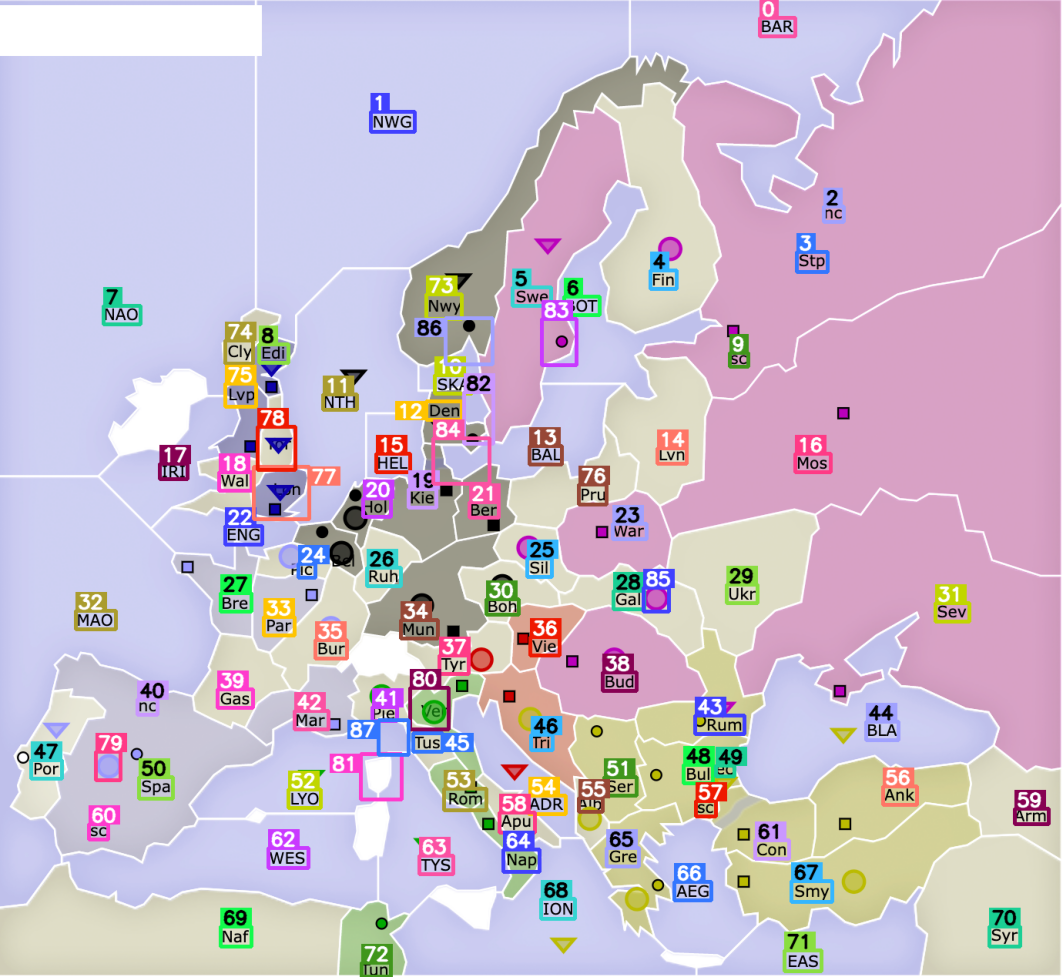 0
BAR
1
NWG
2
nc
3
Stp
4
Fin
5
Swe
6
BOT
83
7
NAO
73
Nwy
86
9
sc
74
Cly
8
Edi
75
Lvp
11
NTH
10
SKA
82
12
Den
84
78
Yor
15
HEL
13
BAL
14
Lvn
16
Mos
17
IRI
18
Wal
77
Lon
20
Hol
19
Kie
21
Ber
76
Pru
22
ENG
23
War
24
Pic
Bel
26
Ruh
25
Sil
27
Bre
28
Gal
85
29
Ukr
30
Boh
31
Sev
32
MAO
33
Par
34
Mun
35
Bur
36
Vie
37
Tyr
38
Bud
39
Gas
40
nc
41
Pie
80
Ven
42
Mar
87
Tus
45
43
Rum
44
BLA
46
Tri
47
Por
79
50
Spa
81
48
Bul
49
ec
51
Ser
52
LYO
53
Rom
54
ADR
55
Alb
56
Ank
57
sc
58
Apu
59
Arm
60
sc
61
Con
62
WES
63
TYS
64
Nap
65
Gre
66
AEG
67
Smy
68
ION
69
Naf
70
Syr
71
EAS
72
Tun